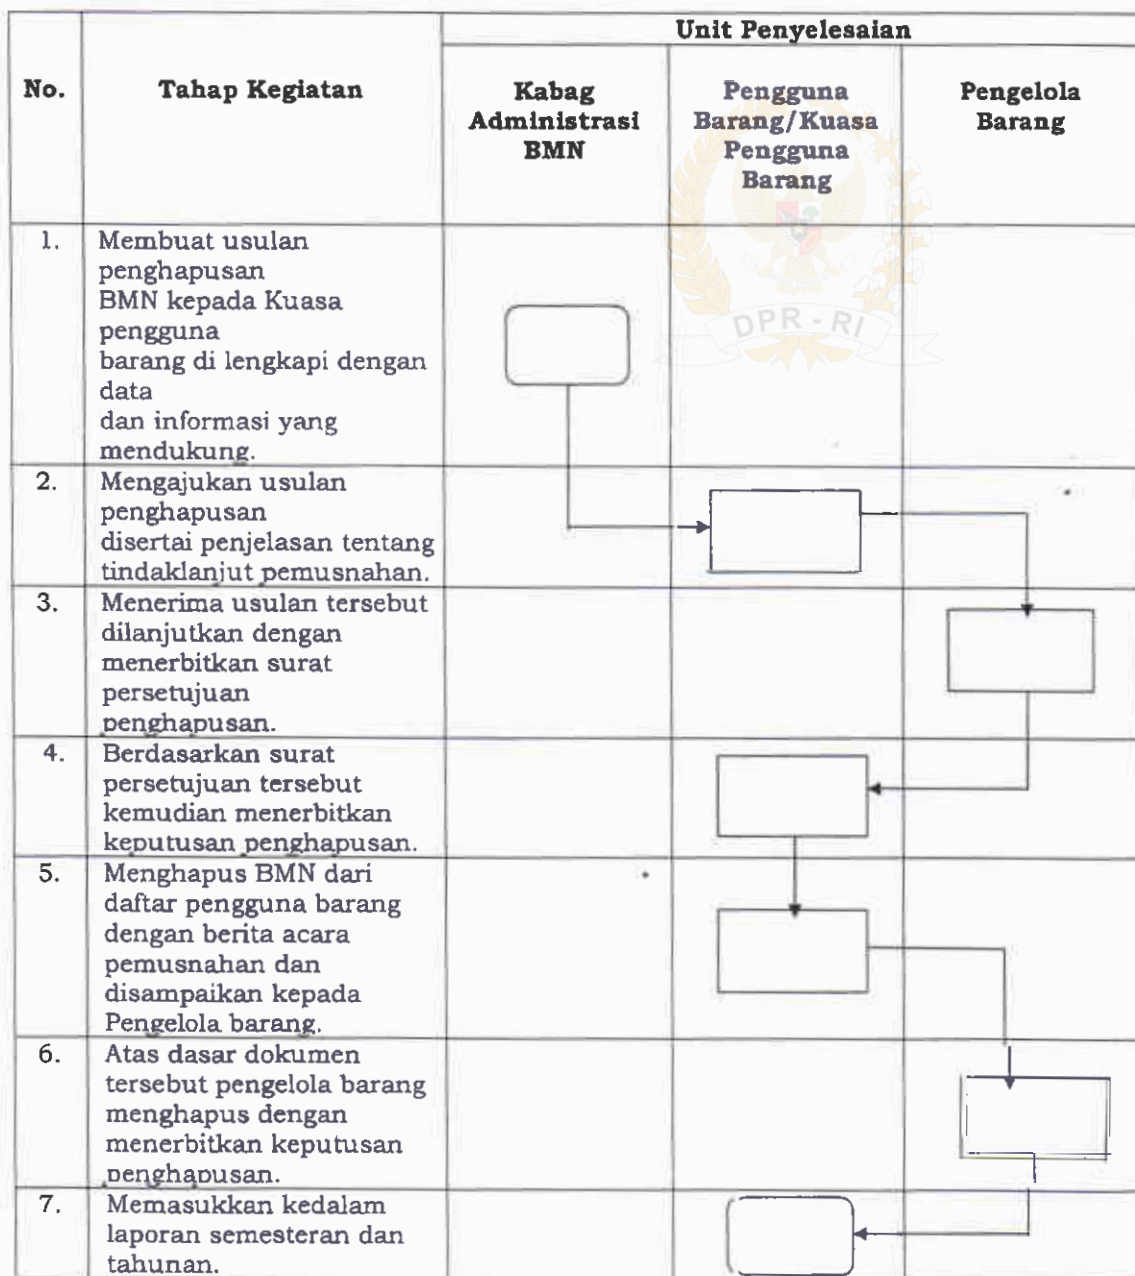 Unit Penyelesaian
No.
Tahap Kegiatan
Kabag
Administrasi
BMN
Pengguna
Barang/Kuasa
Pengguna
Barang
Pengelola
Barang
DPR - RI
1.
Membuat usulan
penghapusan
BMN kepada Kuasa
pengguna
barang di lengkapi dengan
data
dan informasi yang
mendukung.
2.
Mengajukan usulan
penghapusan
disertai penjelasan tentang
tindaklanjut pemusnahan.
3.
Menerima usulan tersebut
dilanjutkan dengan
menerbitkan surat
persetujuan
penghapusan.
4.
Berdasarkan surat
persetujuan tersebut
kemudian menerbitkan
keputusan penghapusan.
5.
Menghapus BMN dari
daftar pengguna barang
dengan berita acara
pemusnahan dan
disampaikan kepada
Pengelola barang.
6.
Atas dasar dokumen
tersebut pengelola barang
menghapus dengan
menerbitkan keputusan
penghapusan.
7.
Memasukkan kedalam
laporan semesteran dan
tahunan.